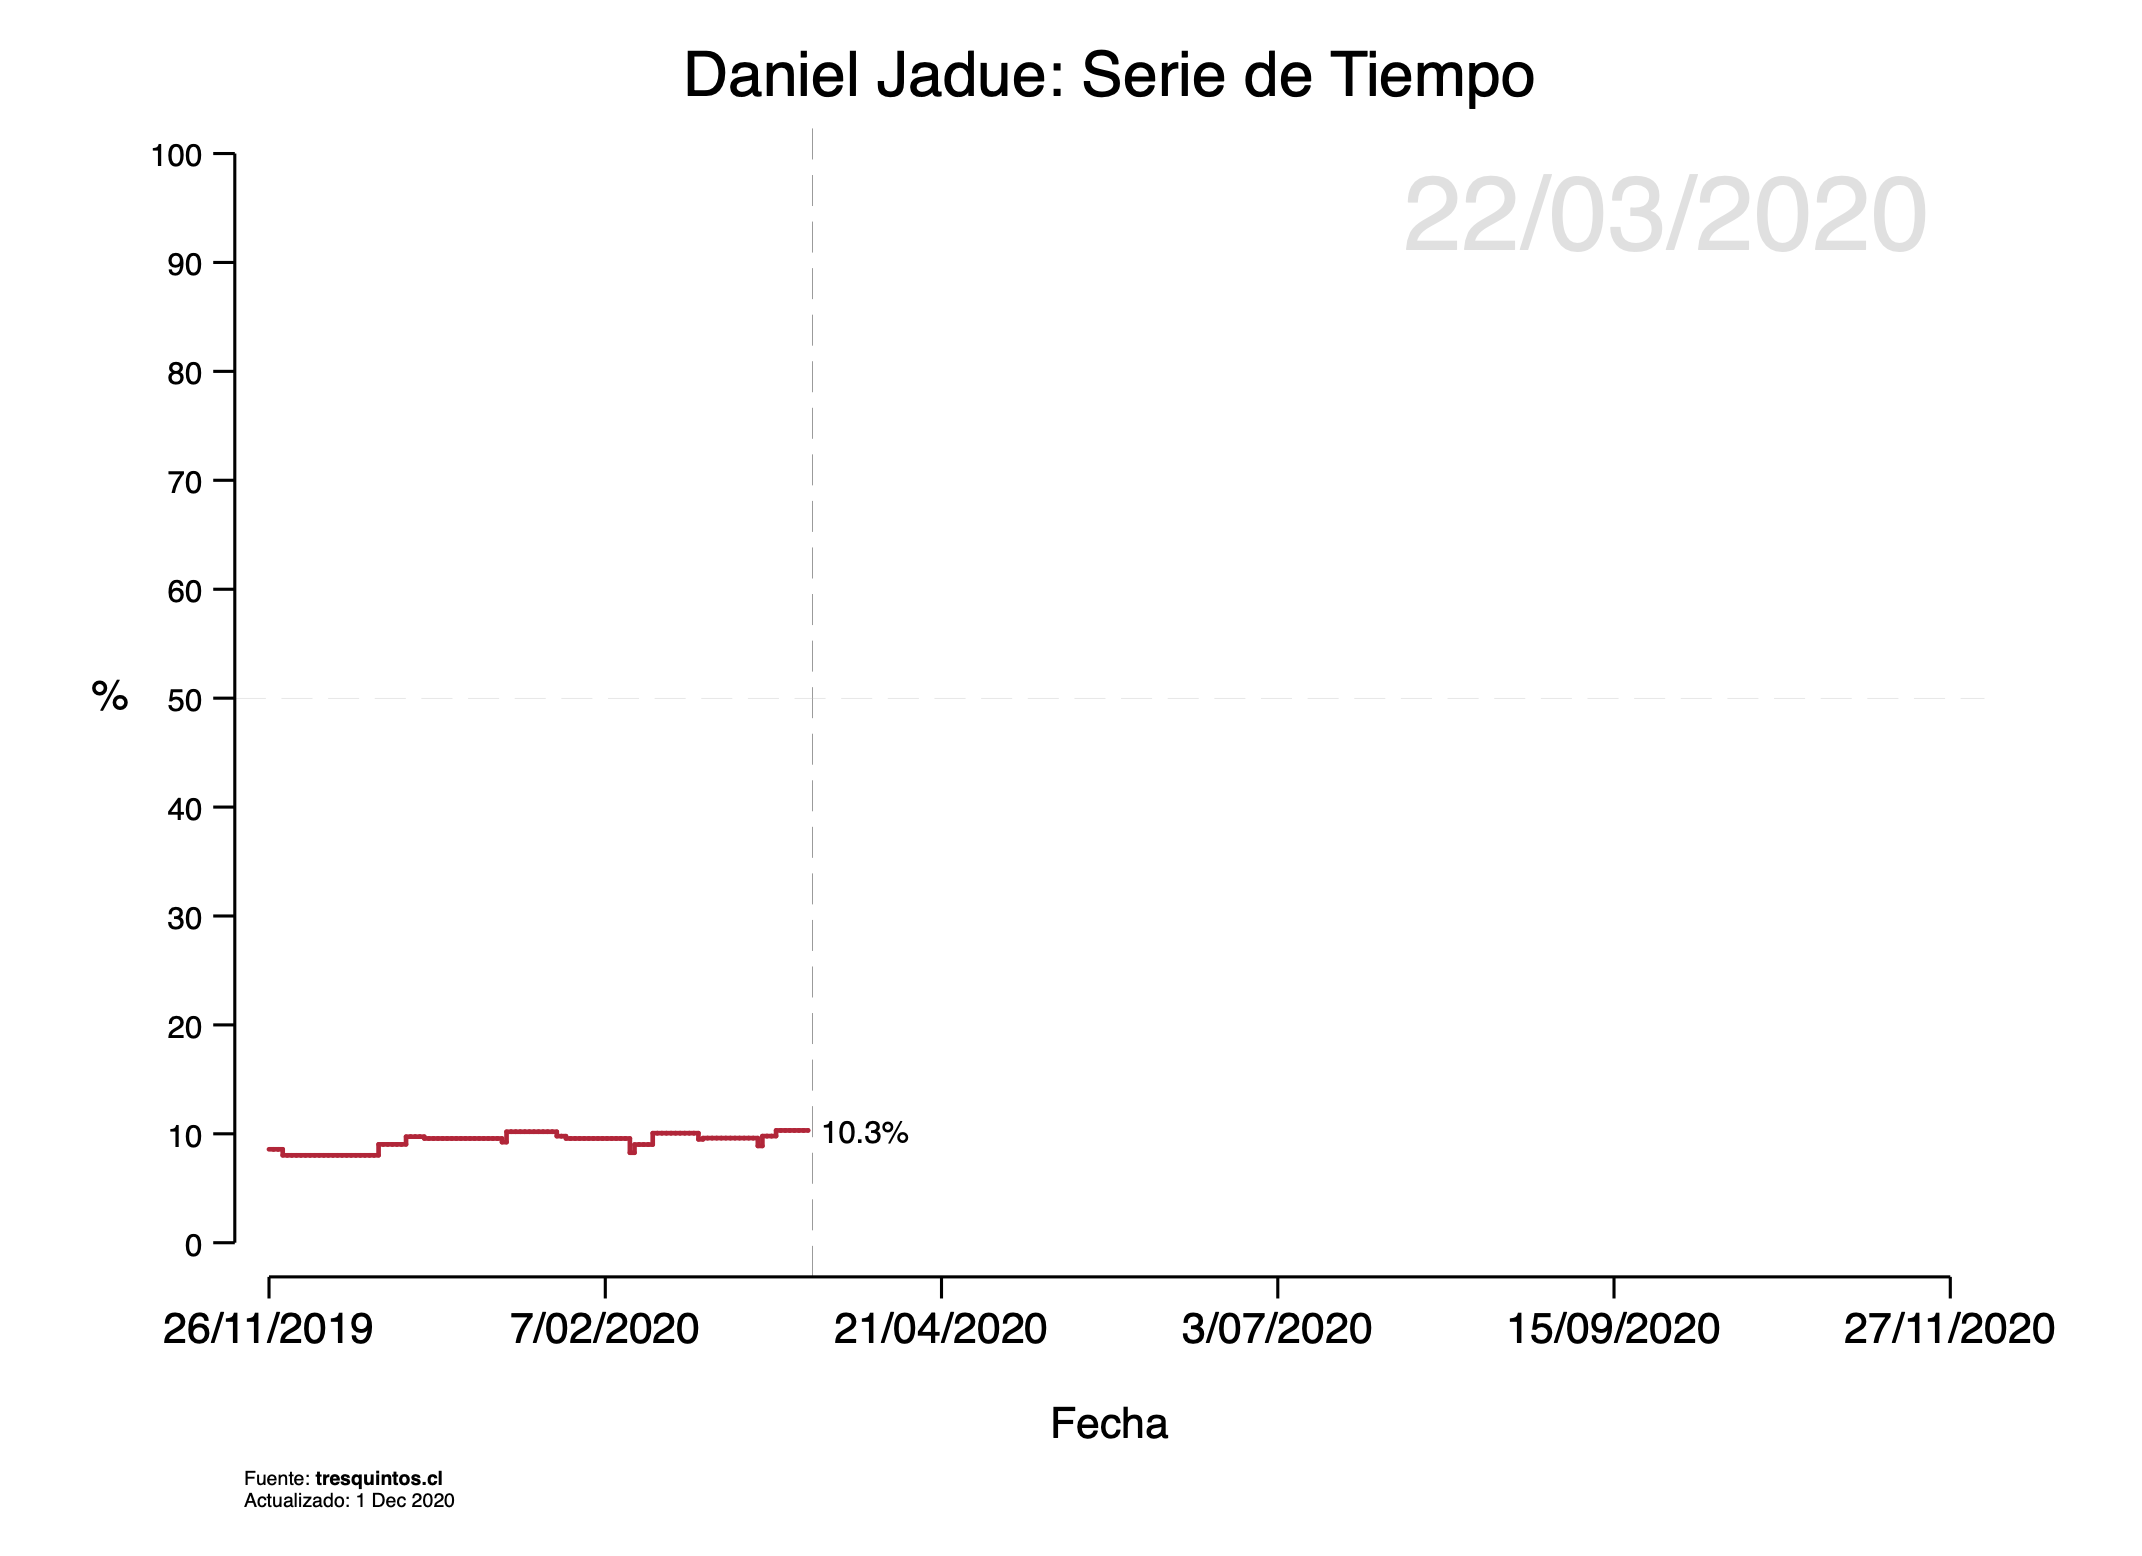 Daniel Jadue: Serie de Tiempo
22/03/2020
100
90
80
70
60
% 50
40
30
20
10
10.3%
0
26/11/2019 7/02/2020 21/04/2020 3/07/2020 15/09/2020 27/11/2020
Fecha
Fuente: tresquintos.cl
Actualizado: 1 Dec 2020